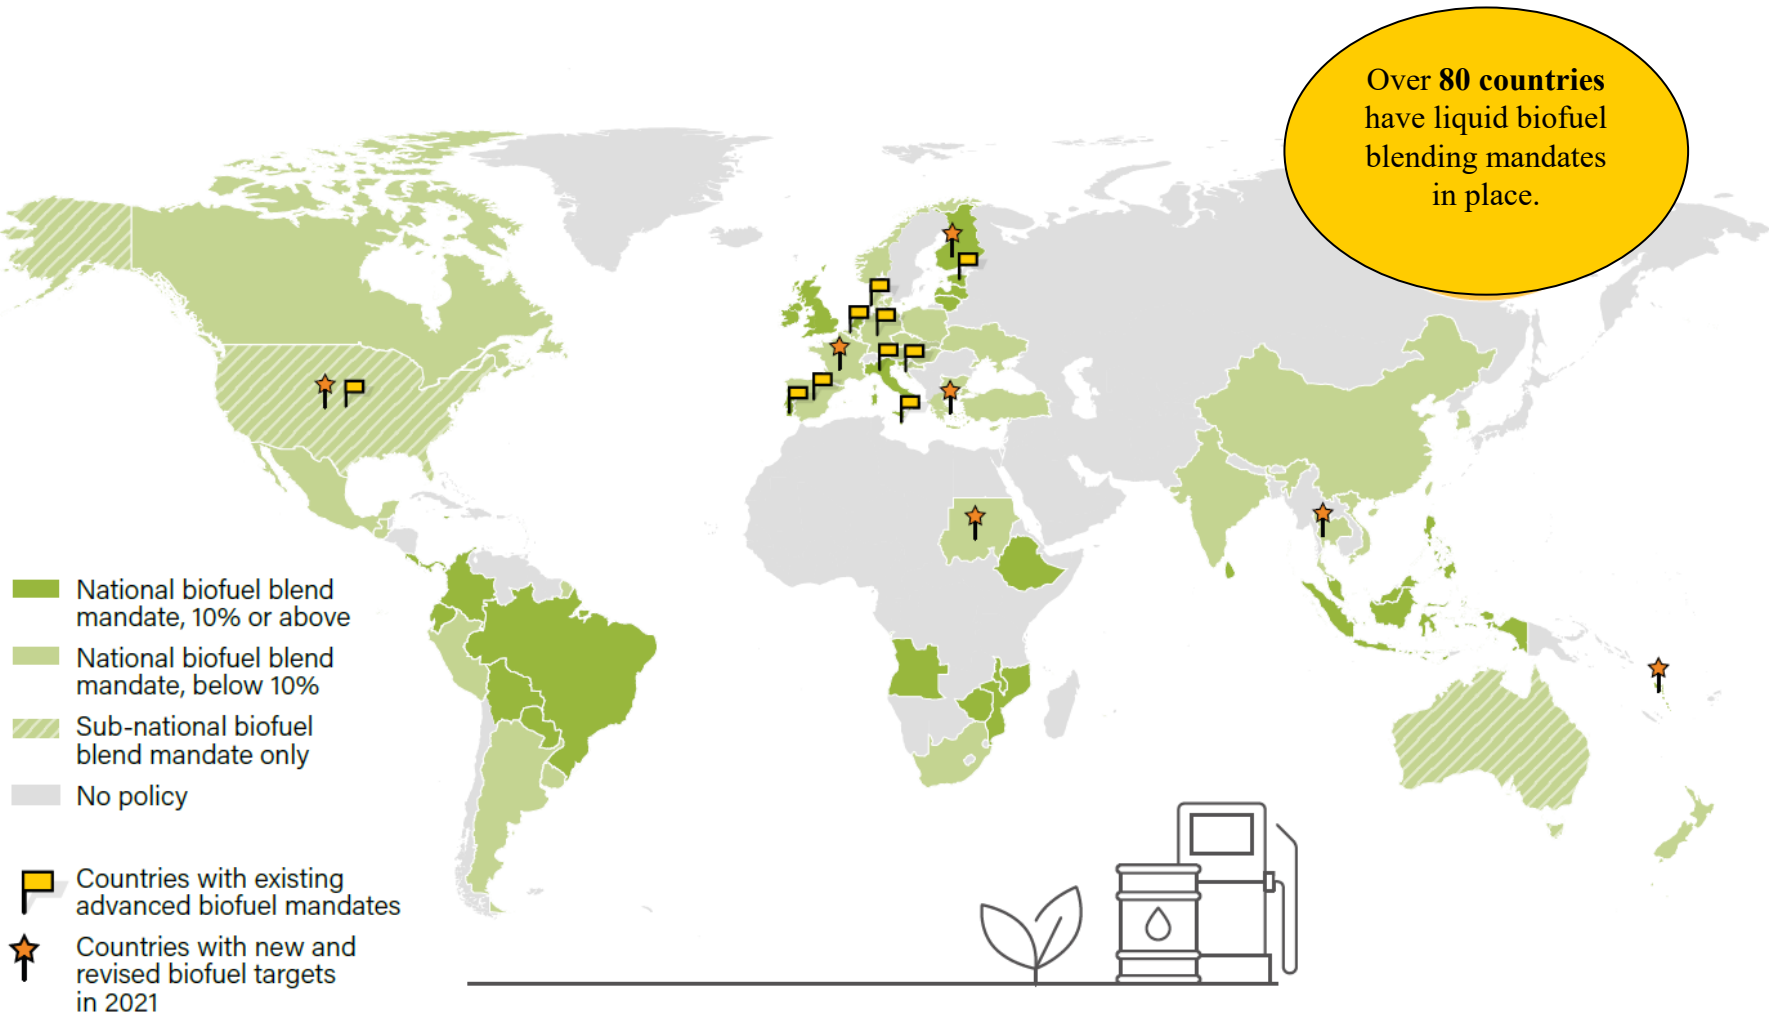 Over 80 countries
have liquid biofuel
blending mandates
in place.
National biofuel blend
mandate, 10% or above
National biofuel blend
mandate, below 10%
Sub-national biofuel
blend mandate only
No policy
Countries with existing
advanced biofuel mandates
Countries with new and
revised biofuel targets
in 2021